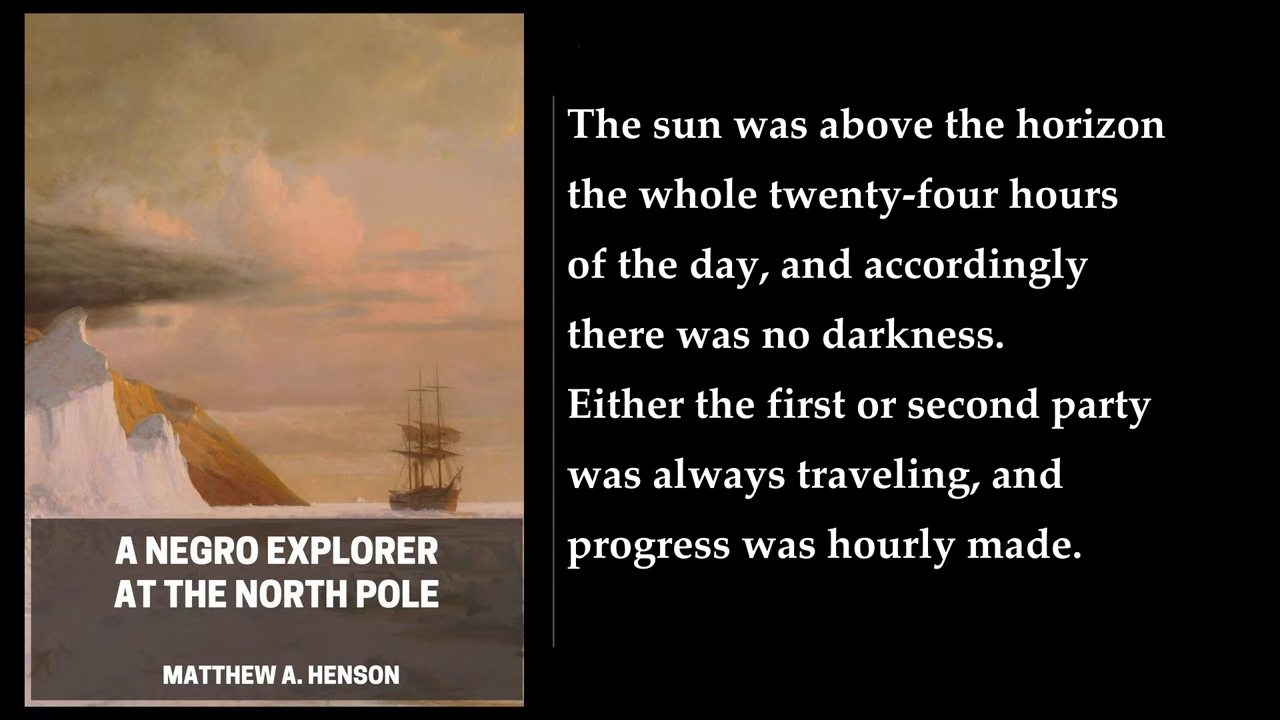 A NEGRO EXPLORER
AT THE NORTH POLE
MATTHEW A. HENSON
The sun was above the horizon
the whole twenty-four hours
of the day, and accordingly
there was no darkness.
Either the first or second party
was always traveling, and
progress was hourly made.